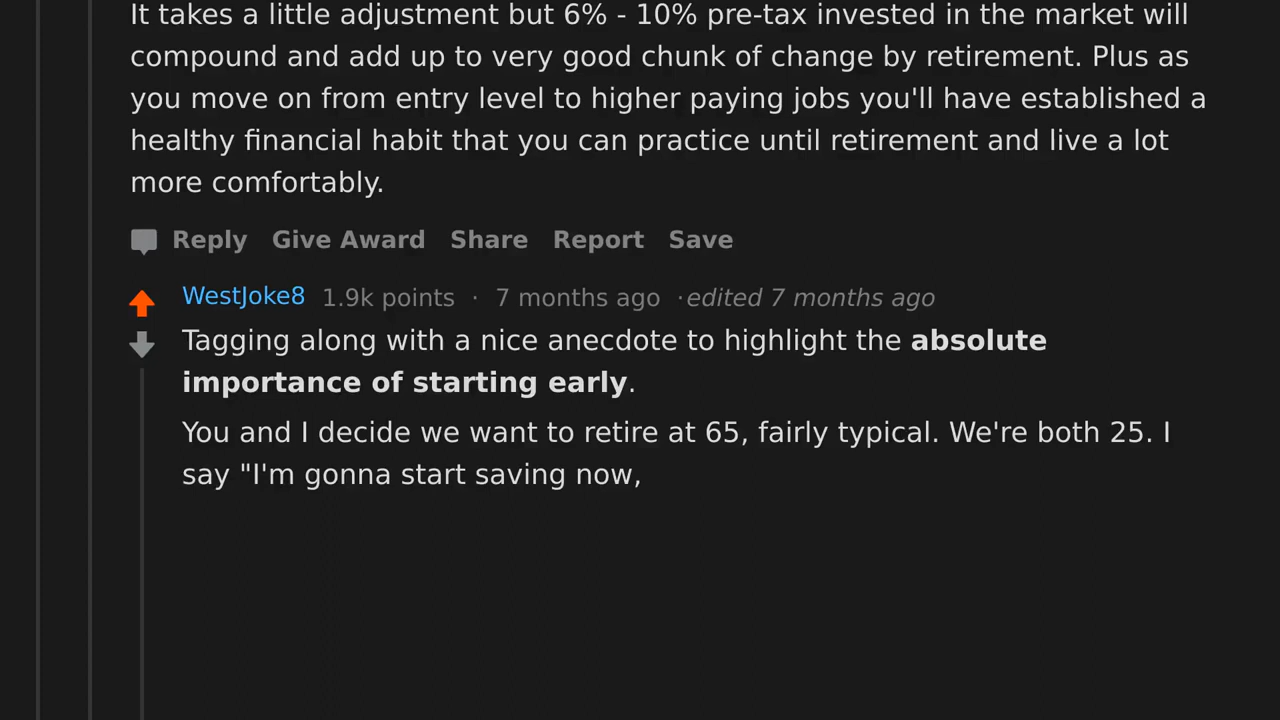 It takes a little adjustment but 6% - 10% pre-tax invested in the market will
compound and add up to very good chunk of change by retirement. Plus as
you move on from entry level to higher paying jobs you'll have established a
healthy financial habit that you can practice until retirement and live a lot
more comfortably.
Reply Give Award Share Report Save
WestJoke8 1.9k points · 7 months ago ·edited 7 months ago
Tagging along with a nice anecdote to highlight the absolute
importance of starting early.
You and I decide we want to retire at 65, fairly typical. We're both 25. I
say "I'm gonna start saving now,